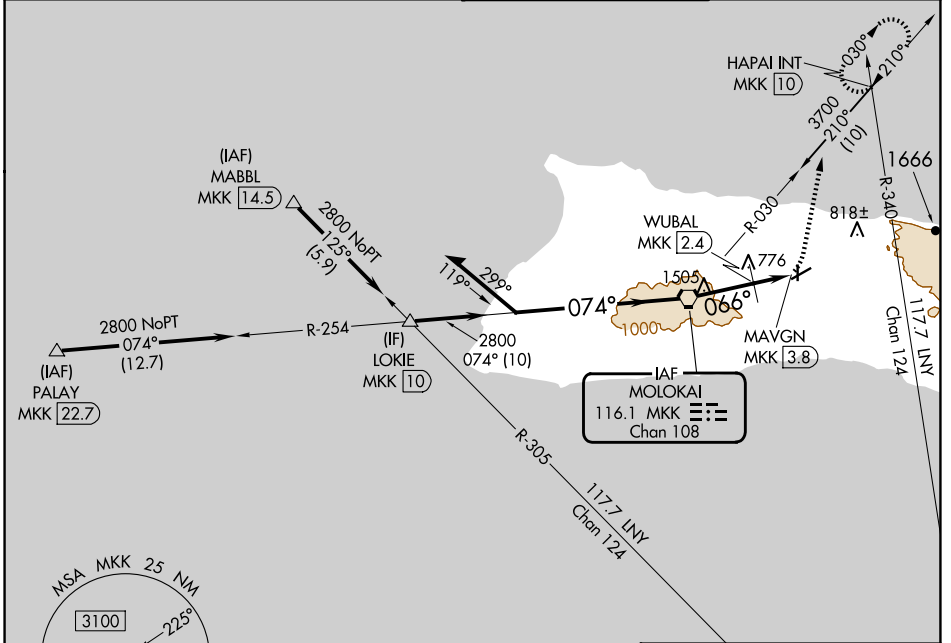 HAPAI INT
MKK 10
030°
210°
3700
210°
(10)
(IAF)
MABBL
MKK 14.5
2800 NoPT
125°
(5.9)
1666
R-340
818±
WUBAL
MKK 2.4
R-030
776
1505
299°
119°
074°
066°
1000
2800 NoPT
074°
(12.7)
R-254
(IAF)
PALAY
MKK 22.7
(IF)
LOKIE
MKK 10
2800
074° (10)
MAVGN
MKK 3.8
117.7 LNY
Chan 124
IAF
MOLOKAI
116.1 MKK
Chan 108
R-305
117.7 LNY
Chan 124
MSA MKK 25 NM
3100
225°